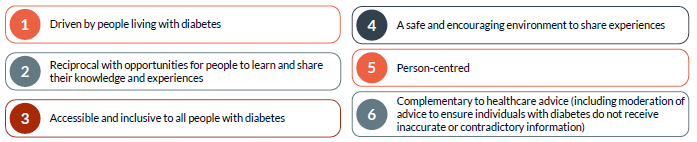 1 Driven by people living with diabetes
2 Reciprocal with opportunities for people to learn and share
their knowledge and experiences
3 Accessible and inclusive to all people with diabetes
4 A safe and encouraging environment to share experiences
5 Person-centred
6 Complementary to healthcare advice (including moderation of
advice to ensure individuals with diabetes do not receive
inaccurate or contradictory information)